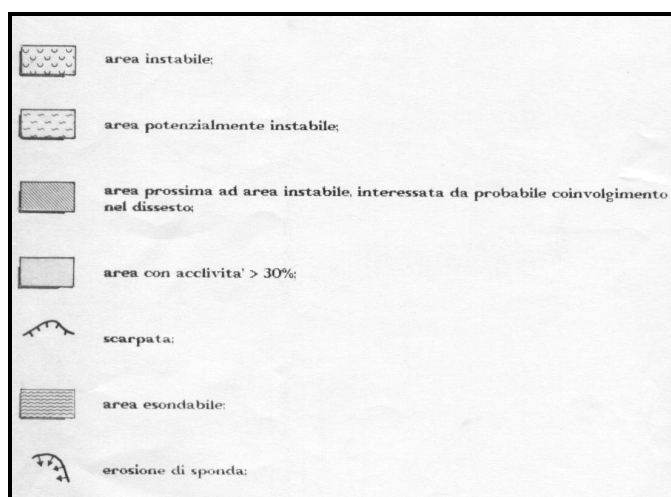 area instabile;
area potenzialmente instabile;
area prossima ad area instabile, interessata da probabile coinvolgimento
nel dissesto;
area con acclivita' > 30%;
scarpata;
area esondabile;
erosione di sponda;